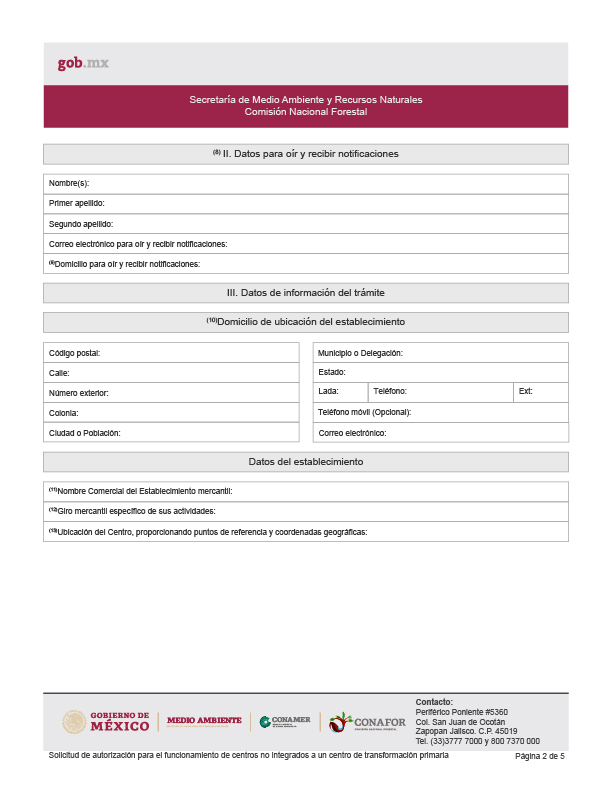 gob.mx
Secretaría de Medio Ambiente y Recursos Naturales
Comisión Nacional Forestal
(8) II. Datos para oír y recibir notificaciones
Nombre(s):
Primer apellido:
Segundo apellido:
Correo electrónico para oír y recibir notificaciones:
(9)Domicilio para oír y recibir notificaciones:
III. Datos de información del trámite
(10)Domicilio de ubicación del establecimiento
Código postal:
Calle:
Número exterior:
Colonia:
Ciudad o Población:
Municipio o Delegación:
Estado:
Lada: Teléfono: Ext:
Teléfono móvil (Opcional):
Correo electrónico:
Datos del establecimiento
(11)Nombre Comercial del Establecimiento mercantil:
(12)Giro mercantil específico de sus actividades:
(13)Ubicación del Centro, proporcionando puntos de referencia y coordenadas geográficas:
GOBIERNO DE
MÉXICO
MEDIO AMBIENTE
CONAMER
CONAFOR
COMISIÓN NACIONAL FORESTAL
Contacto:
Periférico Poniente #5360
Col. San Juan de Ocotán
Zapopan Jalisco. C.P. 45019
Tel. (33)3777 7000 y 800 7370 000
Solicitud de autorización para el funcionamiento de centros no integrados a un centro de transformación primaria
Página 2 de 5